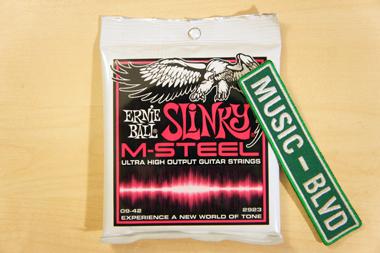 ERNIE
BALL
SLINKY
M-STEEL
ULTRA HIGH OUTPUT GUITAR STRINGS
09-42
2923
EXPERIENCE A NEW WORLD OF TONE
MUSIC-BLVD